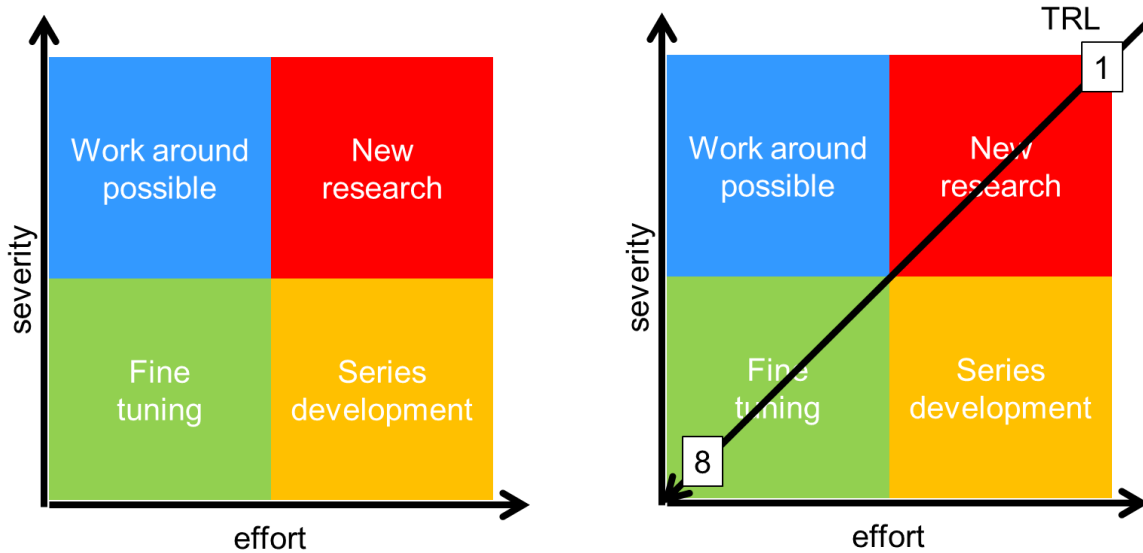 severity
Work around
possible
New
research
Fine
tuning
Series
development
effort
TRL
1
severity
Work around
possible
New
research
Fine
tuning
Series
development
8
effort